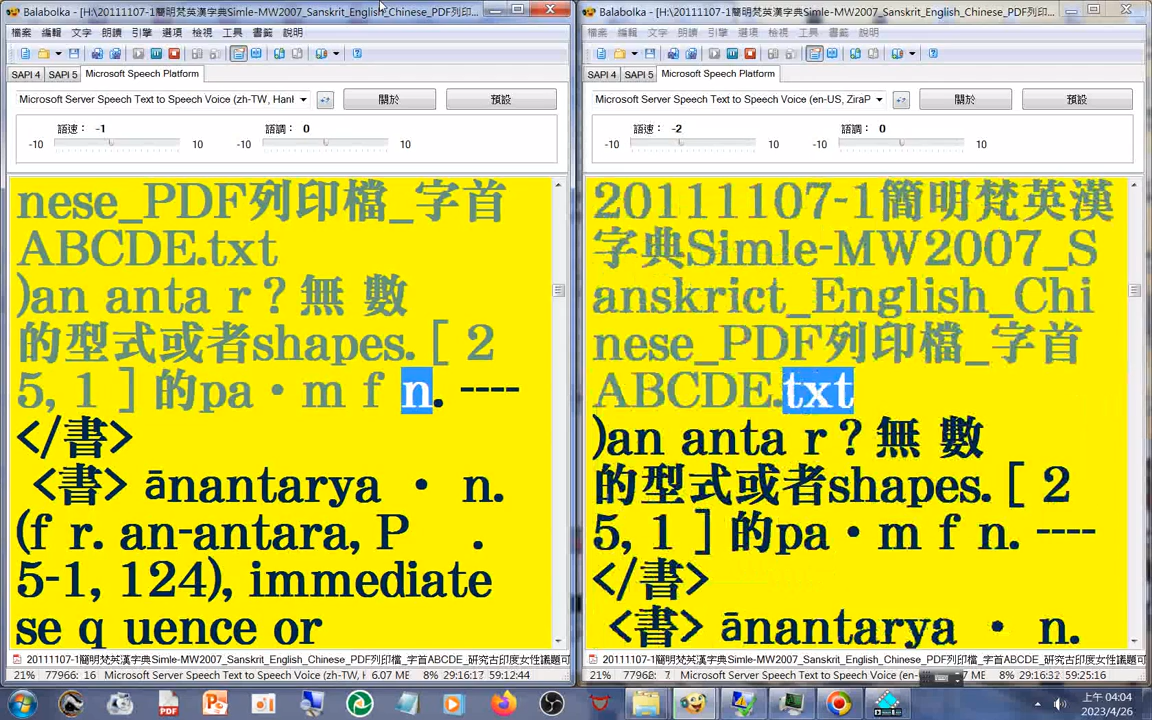 Balabolka - [H:\20111107-1簡明梵英漢字典Simle-MW2007_Sanskrit_English_Chinese_PDF列印...
檔案 編輯 文字 朗讀 引擎 選項 檢視 工具 書籤 說明
SAPI 4 SAPI 5 Microsoft Speech Platform
Microsoft Server Speech Text to Speech Voice (zh-TW, Hanl 關於 預設
語速： -1 語調： 0
-10 10 -10 10
nese_PDF列印檔_字首
ABCDE.txt
)an anta r？無 數
的型式或者shapes. [ 2
5, 1 ] 的pa·m f n. ----
</書>
<書> ānantarya · n.
(f r. an-antara, P .
5-1, 124), immediate
se q uence or
20111107-1簡明梵英漢字典Simle-MW2007_Sanskrit_English_Chinese_PDF列印檔_字首ABCDE_研究古印度女性議題可
21% 77966: 16 Microsoft Server Speech Text to Speech Voice (zh-TW, H 6.07 ME 8% 29:16:17 59:12:44
Balabolka - [H:\20111107-1簡明梵英漢字典Simle-MW2007_Sanskrit_English_Chinese_PDF列印...
檔案 編輯 文字 朗讀 引擎 選項 檢視 工具 書籤 說明
SAPI 4 SAPI 5 Microsoft Speech Platform
Microsoft Server Speech Text to Speech Voice (en-US, ZiraP 關於 預設
語速： -2 語調： 0
-10 10 -10 10
20111107-1簡明梵英漢
字典Simle-MW2007_S
anskrict_English_Chi
nese_PDF列印檔_字首
ABCDE.txt
)an anta r？無 數
的型式或者shapes. [ 2
5, 1 ] 的pa·m f n. ----
</書>
<書> ānantarya · n.
20111107-1簡明梵英漢字典Simle-MW2007_Sanskrit_English_Chinese_PDF列印檔_字首ABCDE_研究古印度女性議題可
21% 77968: Microsoft Server Speech Text to Speech Voice 8% 29:16:32 59:25:16
上午 04:04
2023/4/26